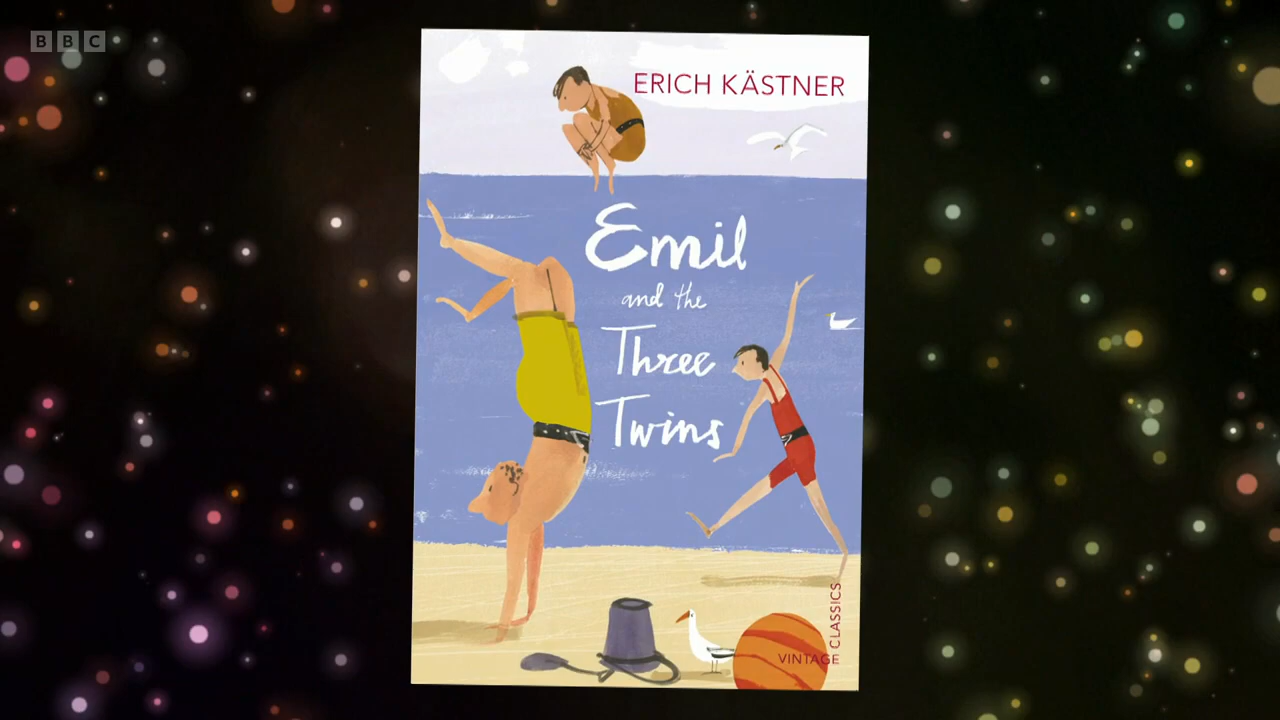 BBC
ERICH KÄSTNER
Emil
and the
Three
Twins
VINTAGE CLASSICS